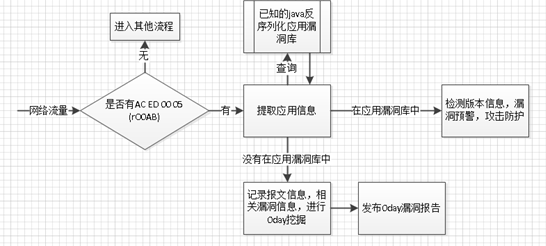 进入其他流程
已知的java反
序列化应用漏
洞库
无
查询
网络流量
是否有AC ED 00 05
(rO0AB)
有
提取应用信息
在应用漏洞库中
检测版本信息，漏
洞预警，攻击防护
没有在应用漏洞库中
记录报文信息，相
关漏洞信息，进行
0day挖掘
发布0day漏洞报告